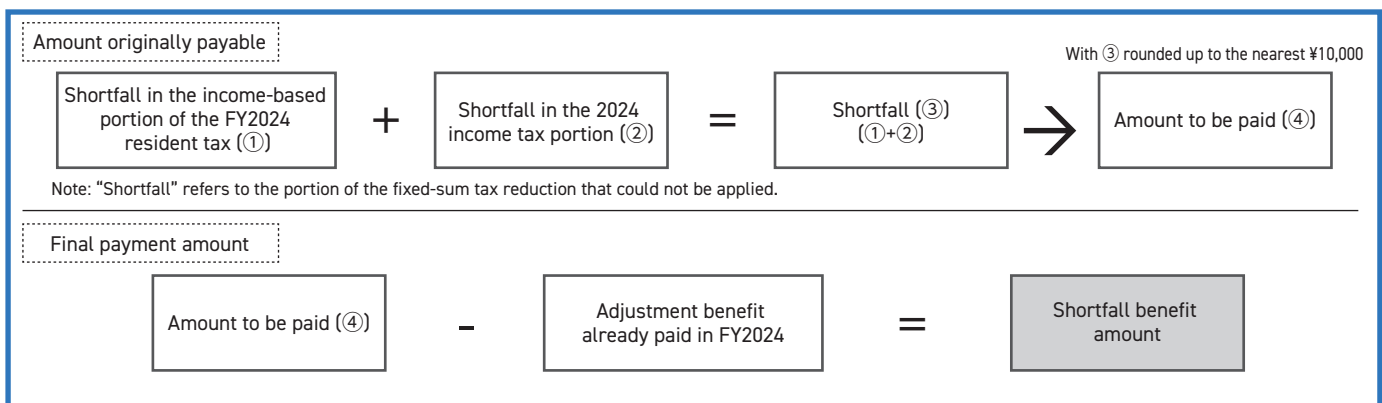 Amount originally payable
With ③ rounded up to the nearest ¥10,000
Shortfall in the income-based
portion of the FY2024
resident tax (①)
+
Shortfall in the 2024
income tax portion (②)
=
Shortfall (③)
(①+②)
→
Amount to be paid (④)
Note: “Shortfall” refers to the portion of the fixed-sum tax reduction that could not be applied.
Final payment amount
Amount to be paid (④)
-
Adjustment benefit
already paid in FY2024
=
Shortfall benefit
amount